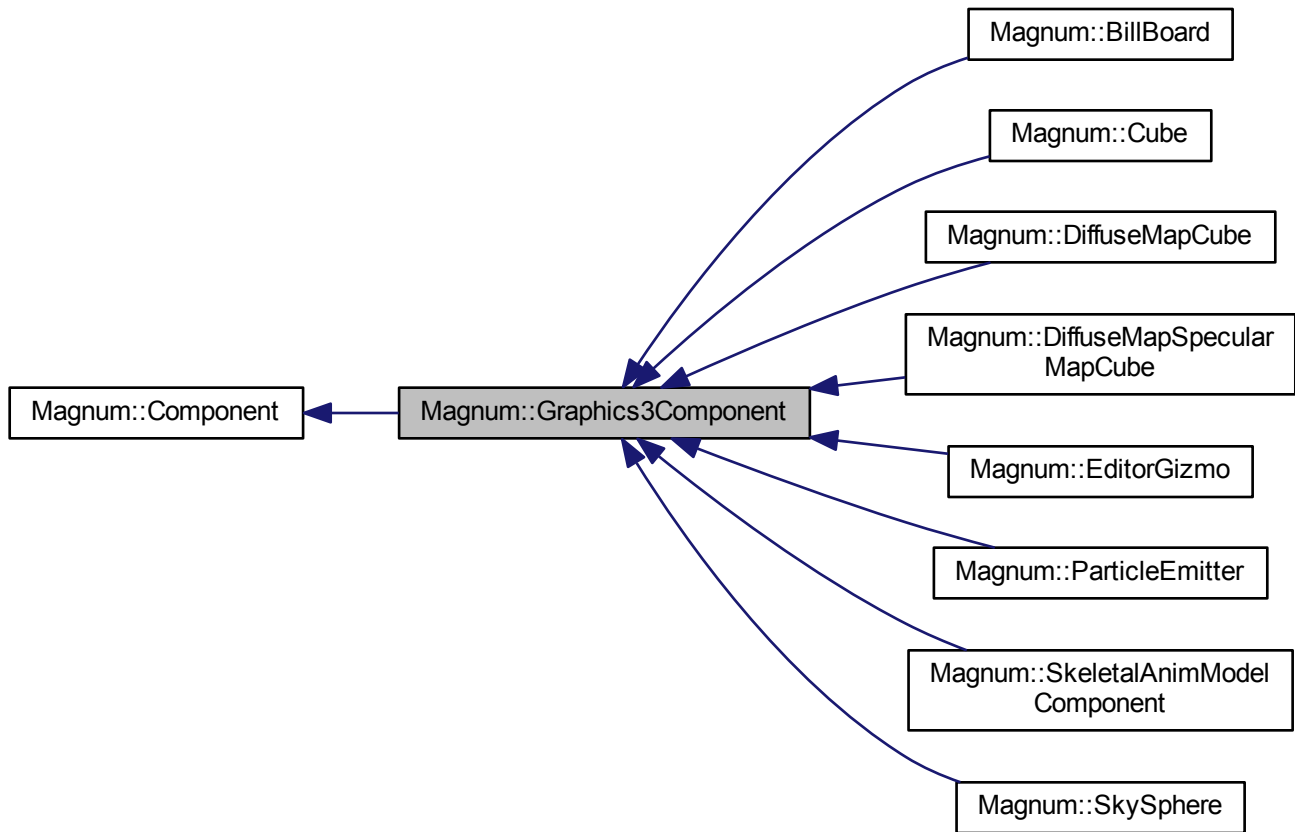 Magnum::BillBoard
Magnum::Cube
Magnum::DiffuseMapCube
Magnum::DiffuseMapSpecular
MapCube
Magnum::Component
Magnum::Graphics3Component
Magnum::EditorGizmo
Magnum::ParticleEmitter
Magnum::SkeletalAnimModel
Component
Magnum::SkySphere